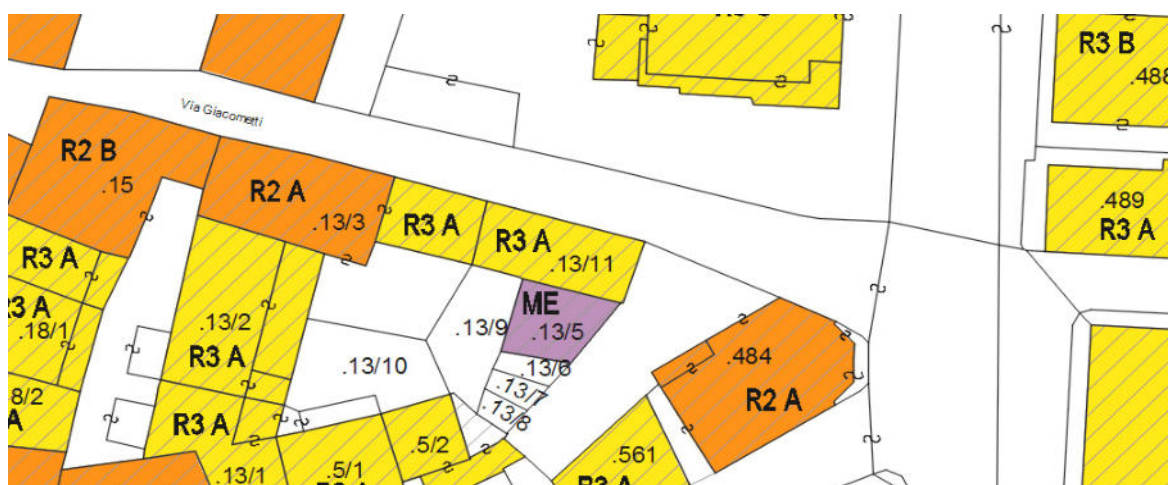 R3 B
.488
Via Giacometti
R2 B
.15
R2 A
.13/3
R3 A
R3 A
.13/11
.489
R3 A
R3 A
R3 A
.18/1
.13/2
R3 A
ME
.13/5
.13/9
.13/6
.13/7
.13/8
.13/10
.484
R2 A
8/2
A
R3 A
.13/1
.5/2
.5/1
.561
R3 A